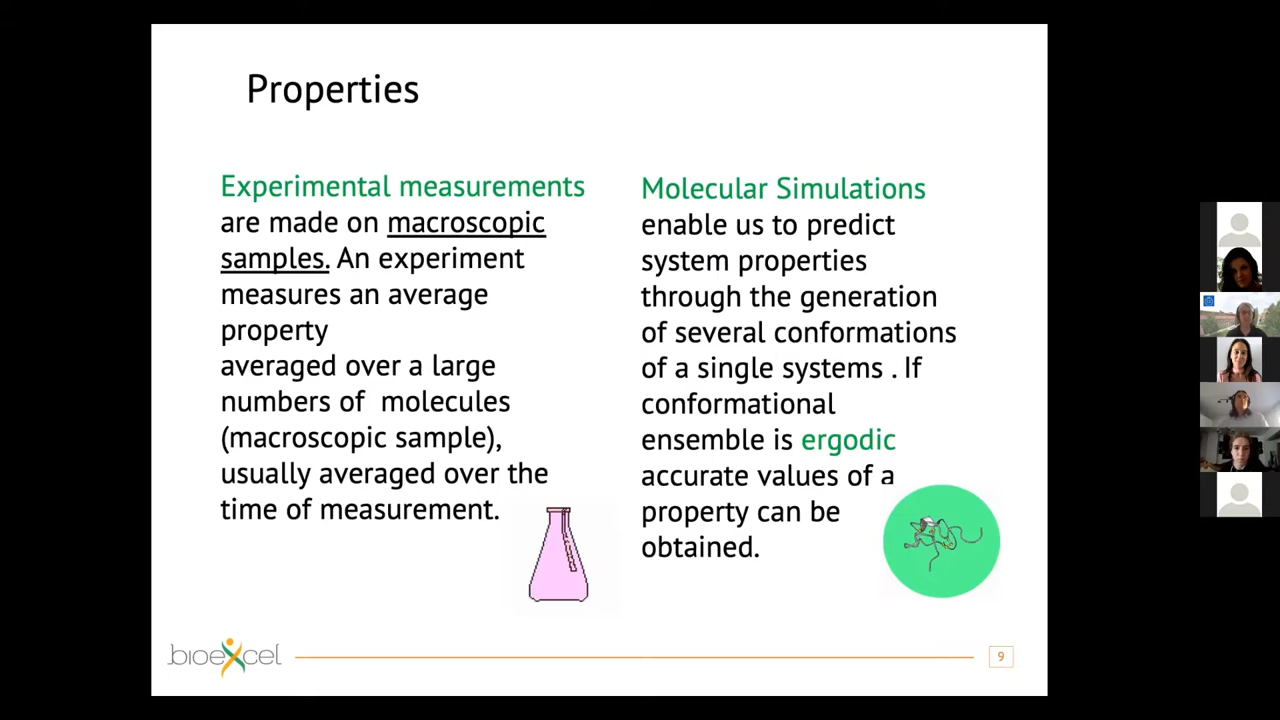 Properties
Experimental measurements
are made on macroscopic
samples. An experiment
measures an average
property
averaged over a large
numbers of molecules
(macroscopic sample),
usually averaged over the
time of measurement.
Molecular Simulations
enable us to predict
system properties
through the generation
of several conformations
of a single systems . If
conformational
ensemble is ergodic
accurate values of a
property can be
obtained.
bioexcel
9